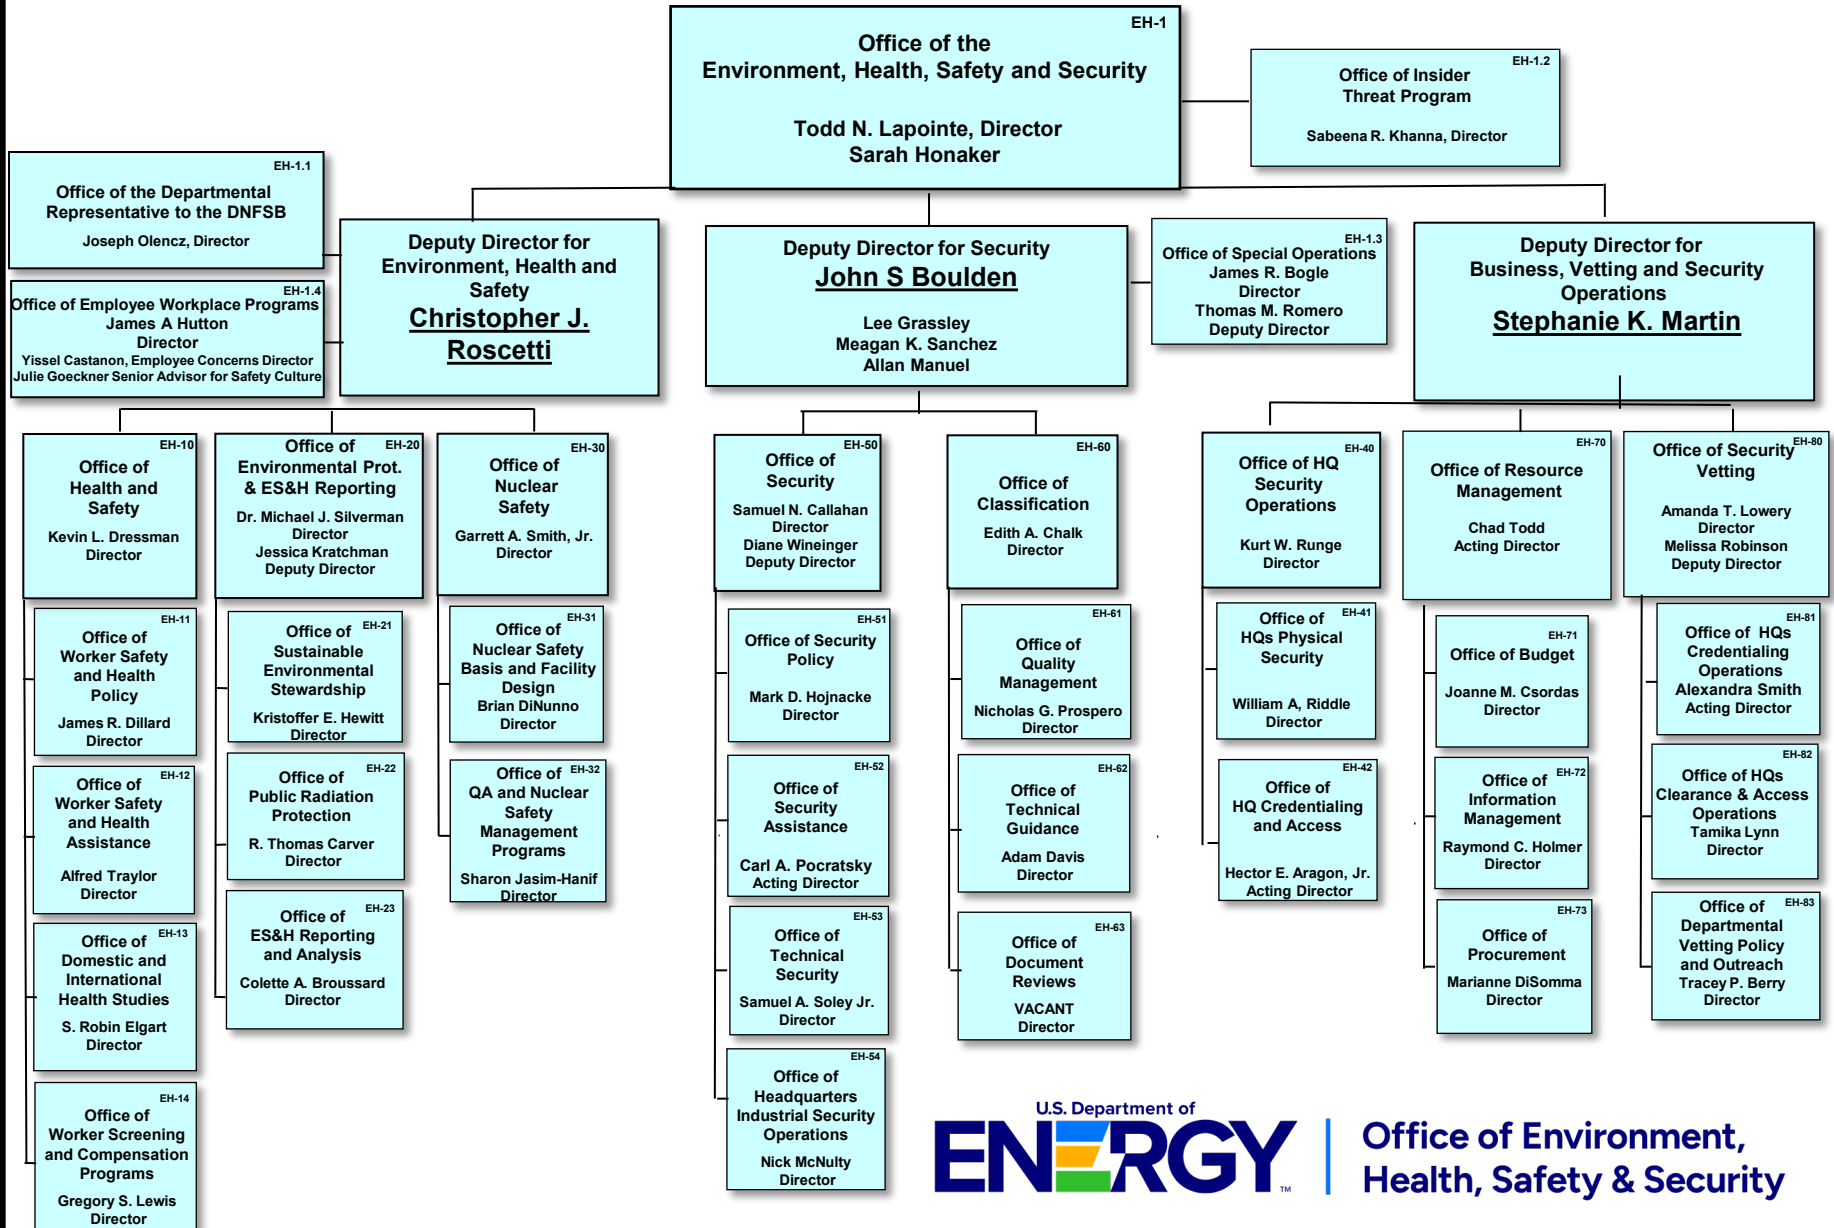 EH-1
Office of the
Environment, Health, Safety and Security
Todd N. Lapointe, Director
Sarah Honaker
EH-1.2
Office of Insider
Threat Program
Sabeena R. Khanna, Director
EH-1.1
Office of the Departmental
Representative to the DNFSB
Joseph Olencz, Director
EH-1.4
Office of Employee Workplace Programs
James A Hutton
Director
Yissel Castanon, Employee Concerns Director
Julie Goeckner Senior Advisor for Safety Culture
Deputy Director for
Environment, Health and
Safety
Christopher J.
Roscetti
Deputy Director for Security
John S Boulden
Lee Grassley
Meagan K. Sanchez
Allan Manuel
EH-1.3
Office of Special Operations
James R. Bogle
Director
Thomas M. Romero
Deputy Director
Deputy Director for
Business, Vetting and Security
Operations
Stephanie K. Martin
EH-10
Office of
Health and
Safety
Kevin L. Dressman
Director
EH-11
Office of
Worker Safety
and Health
Policy
James R. Dillard
Director
EH-12
Office of
Worker Safety
and Health
Assistance
Alfred Traylor
Director
EH-13
Office of
Domestic and
International
Health Studies
S. Robin Elgart
Director
EH-14
Office of
Worker Screening
and Compensation
Programs
Gregory S. Lewis
Director
EH-20
Office of
Environmental Prot.
& ES&H Reporting
Dr. Michael J. Silverman
Director
Jessica Kratchman
Deputy Director
EH-21
Office of
Sustainable
Environmental
Stewardship
Kristoffer E. Hewitt
Director
EH-22
Office of
Public Radiation
Protection
R. Thomas Carver
Director
EH-23
Office of
ES&H Reporting
and Analysis
Colette A. Broussard
Director
EH-30
Office of
Nuclear
Safety
Garrett A. Smith, Jr.
Director
EH-31
Office of
Nuclear Safety
Basis and Facility
Design
Brian DiNunno
Director
EH-32
Office of
QA and Nuclear
Safety
Management
Programs
Sharon Jasim-Hanif
Director
EH-50
Office of
Security
Samuel N. Callahan
Director
Diane Wineinger
Deputy Director
EH-51
Office of Security
Policy
Mark D. Hojnacke
Director
EH-52
Office of
Security
Assistance
Carl A. Pocratsky
Acting Director
EH-53
Office of
Technical
Security
Samuel A. Soley Jr.
Director
EH-54
Office of
Headquarters
Industrial Security
Operations
Nick McNulty
Director
EH-60
Office of
Classification
Edith A. Chalk
Director
EH-61
Office of
Quality
Management
Nicholas G. Prospero
Director
EH-62
Office of
Technical
Guidance
Adam Davis
Director
EH-63
Office of
Document
Reviews
VACANT
Director
EH-40
Office of HQ
Security
Operations
Kurt W. Runge
Director
EH-41
Office of
HQs Physical
Security
William A, Riddle
Director
EH-42
Office of
HQ Credentialing
and Access
Hector E. Aragon, Jr.
Acting Director
EH-70
Office of Resource
Management
Chad Todd
Acting Director
EH-71
Office of Budget
Joanne M. Csordas
Director
EH-72
Office of
Information
Management
Raymond C. Holmer
Director
EH-73
Office of
Procurement
Marianne DiSomma
Director
EH-80
Office of Security
Vetting
Amanda T. Lowery
Director
Melissa Robinson
Deputy Director
EH-81
Office of HQs
Credentialing
Operations
Alexandra Smith
Acting Director
EH-82
Office of HQs
Clearance & Access
Operations
Tamika Lynn
Director
EH-83
Office of
Departmental
Vetting Policy
and Outreach
Tracey P. Berry
Director
U.S. Department of
ENERGY™
Office of Environment,
Health, Safety & Security